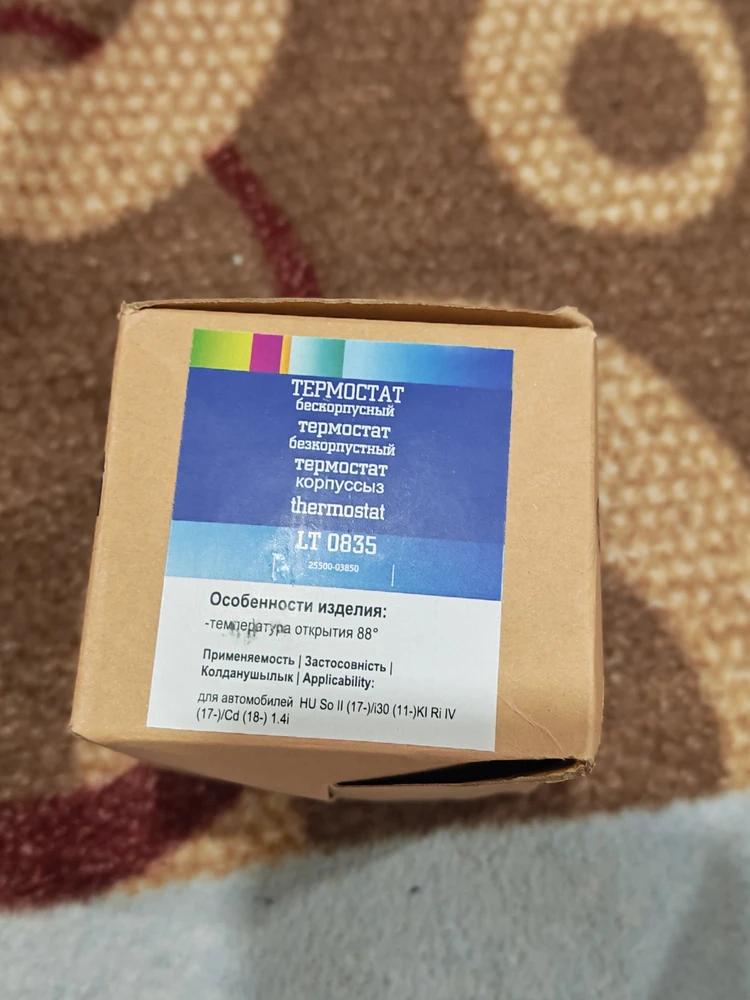 ТЕРМОСТАТ
бескорпусный
термостат
безкорпустный
термостат
корпуссыз
thermostat
LT 0835
25500-03850
Особенности изделия:
-температура открытия 88°
Применяемость | Застосовність |
Колданушылык | Applicability:
для автомобилей HU So II (17-)/i30 (11-)KI Ri IV
(17-)/Cd (18-) 1.4i